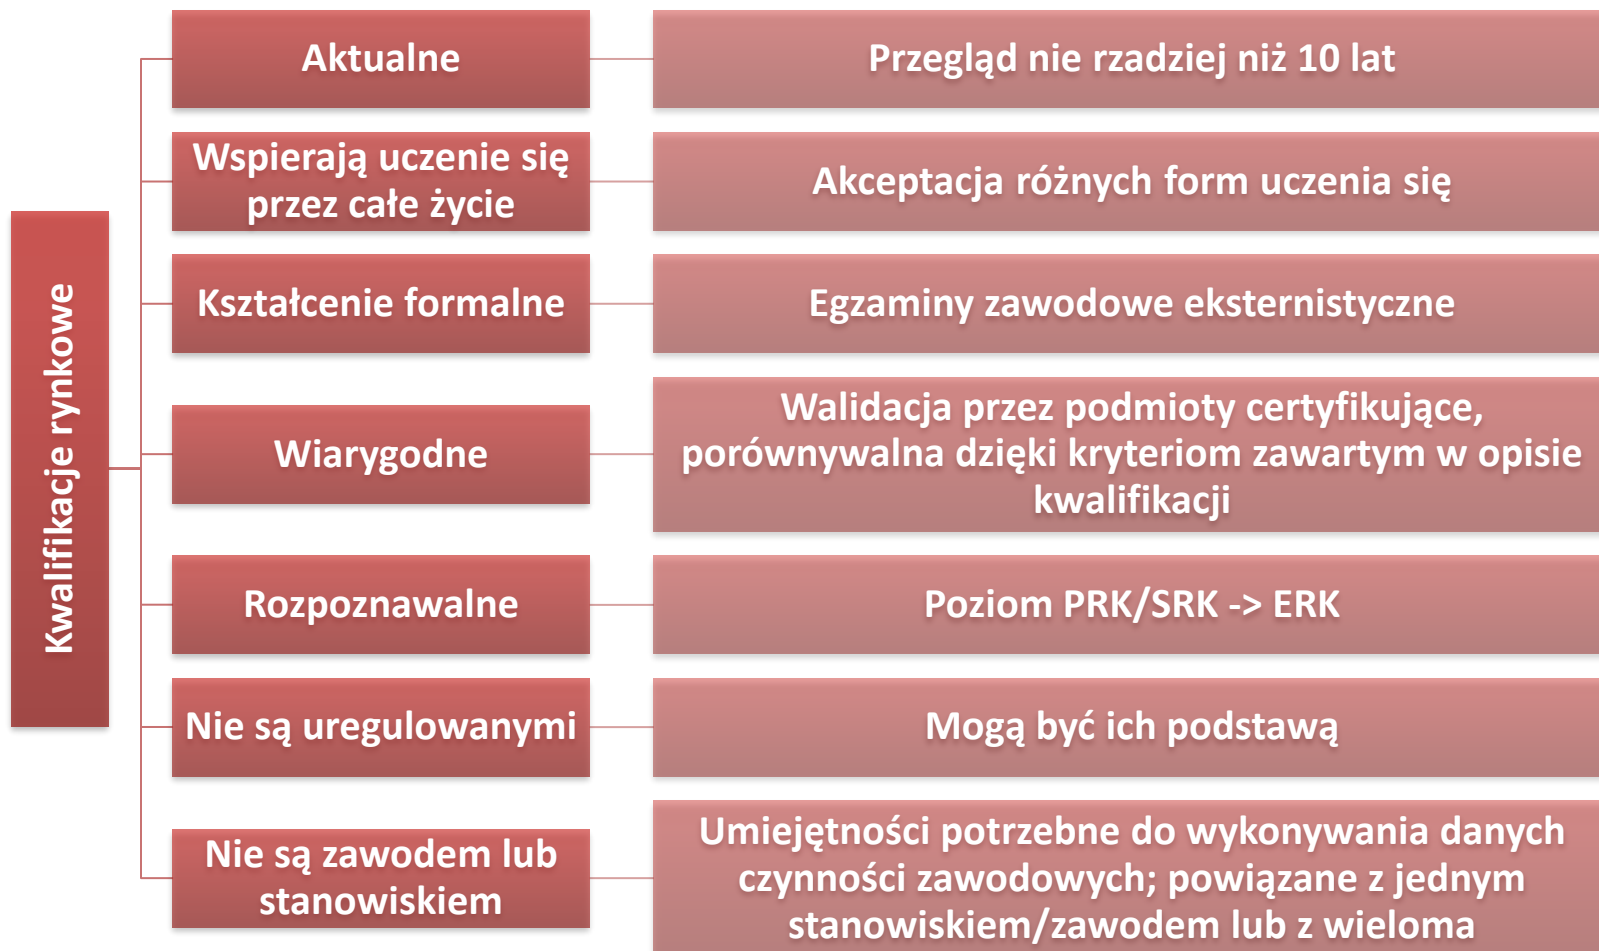 Kwalifikacje rynkowe
Aktualne
Przegląd nie rzadziej niż 10 lat
Wspierają uczenie się
przez całe życie
Akceptacja różnych form uczenia się
Kształcenie formalne
Egzaminy zawodowe eksternistyczne
Wiarygodne
Walidacja przez podmioty certyfikujące,
porównywalna dzięki kryteriom zawartym w opisie
kwalifikacji
Rozpoznawalne
Poziom PRK/SRK -> ERK
Nie są uregulowanymi
Mogą być ich podstawą
Nie są zawodem lub
stanowiskiem
Umiejętności potrzebne do wykonywania danych
czynności zawodowych; powiązane z jednym
stanowiskiem/zawodem lub z wieloma